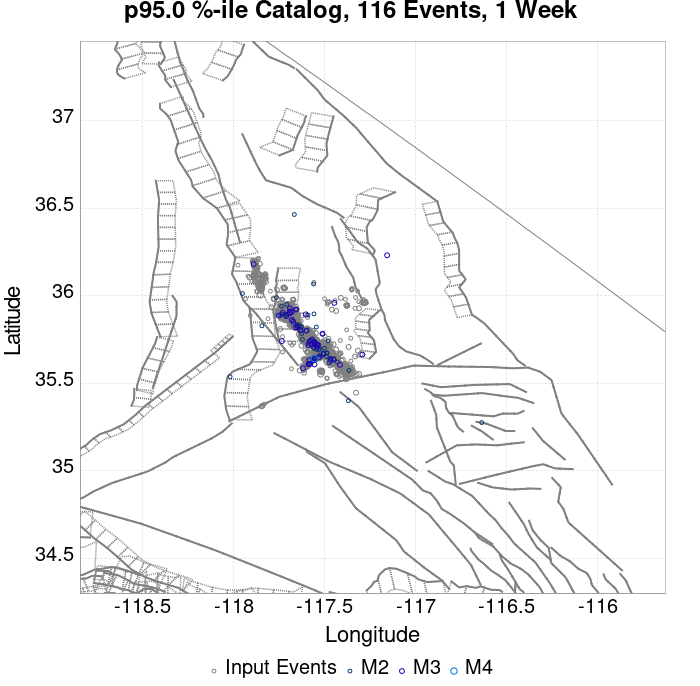 p95.0 %-ile Catalog, 116 Events, 1 Week
37
36.5
36
35.5
35
34.5
Latitude
-118.5 -118 -117.5 -117 -116.5 -116
Longitude
Input Events M2 M3 M4